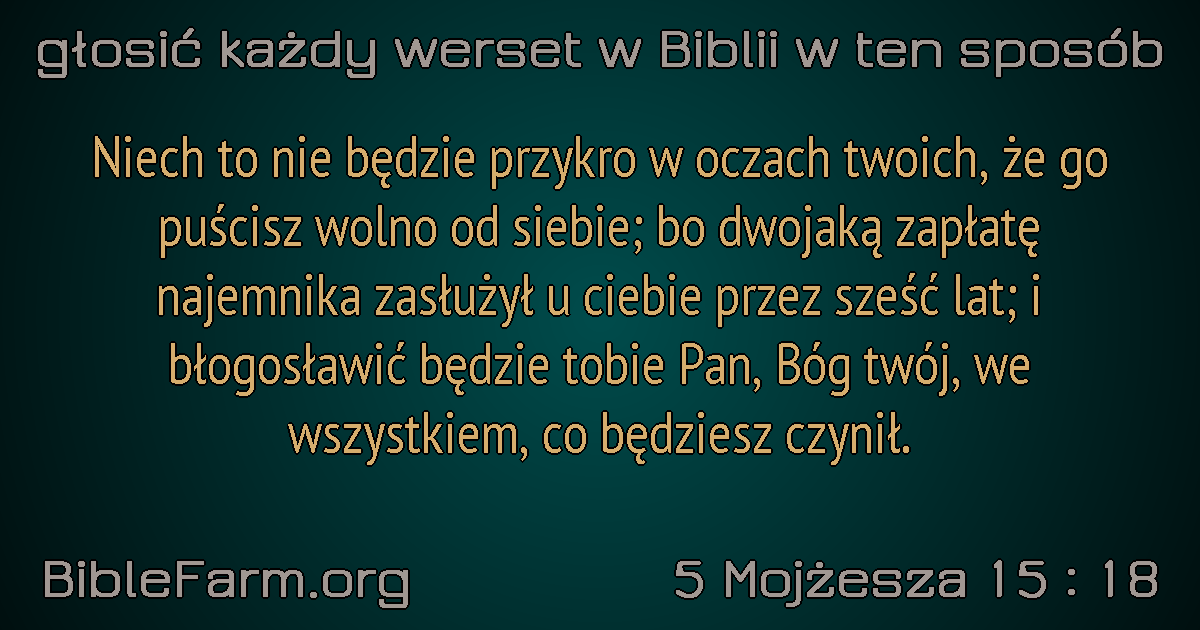 głosić każdy werset w Biblii w ten sposób
Niech to nie będzie przykro w oczach twoich, że go
puścisz wolno od siebie; bo dwojaką zapłatę
najemnika zasłużył u ciebie przez sześć lat; i
błogosławić będzie tobie Pan, Bóg twój, we
wszystkiem, co będziesz czynił.
BibleFarm.org
5 Mojżesza 15 : 18